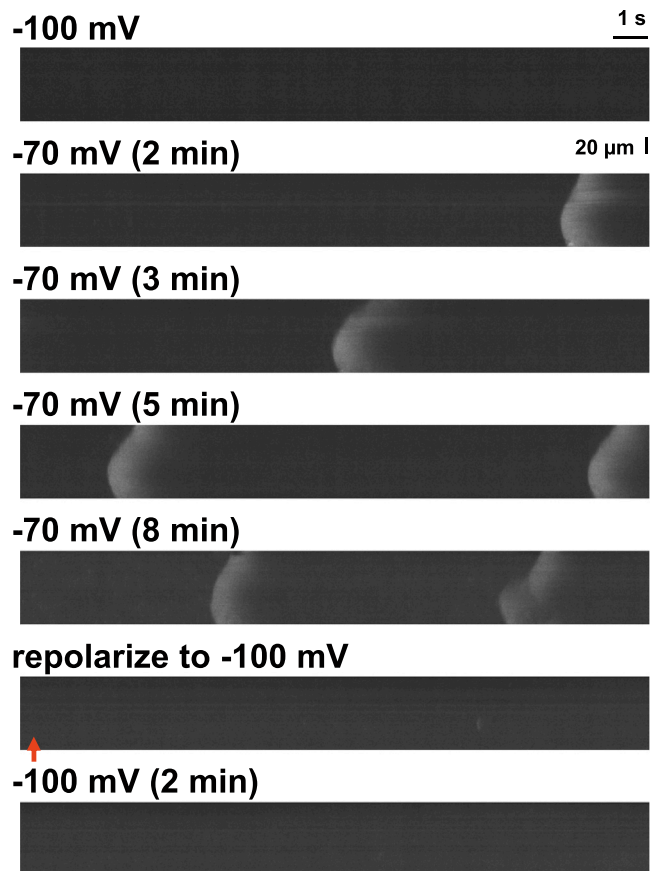 -100 mV
1 s
-70 mV (2 min)
20 µm
-70 mV (3 min)
-70 mV (5 min)
-70 mV (8 min)
repolarize to -100 mV
-100 mV (2 min)